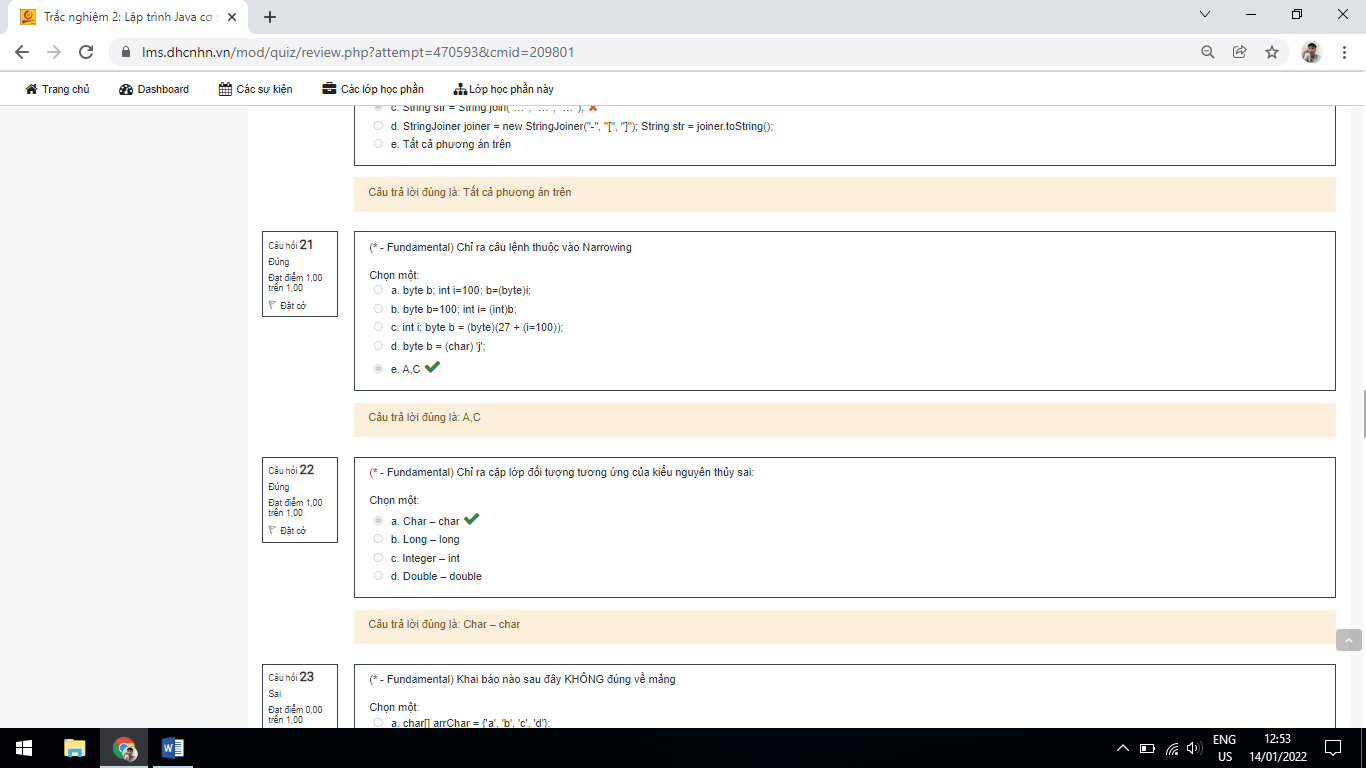 Trắc nghiệm 2: Lập trình Java cơ s
lms.dhcnhn.vn/mod/quiz/review.php?attempt=470593&cmid=209801
Trang chủ
Dashboard
Các sự kiện
Các lớp học phần
Lớp học phần này
c. String str = String.join("…", "…", "…");
d. StringJoiner joiner = new StringJoiner("-", "[", "]"); String str = joiner.toString();
e. Tất cả phương án trên
Câu trả lời đúng là: Tất cả phương án trên
Câu hỏi 21
Đúng
Đạt điểm 1,00
trên 1,00
Đặt cờ
(* - Fundamental) Chỉ ra câu lệnh thuộc vào Narrowing
Chọn một:
a. byte b; int i=100; b=(byte)i;
b. byte b=100; int i= (int)b;
c. int i; byte b = (byte)(27 + (i=100));
d. byte b = (char) 'j';
e. A,C
Câu trả lời đúng là: A,C
Câu hỏi 22
Đúng
Đạt điểm 1,00
trên 1,00
Đặt cờ
(* - Fundamental) Chỉ ra cặp lớp đối tượng tương ứng của kiểu nguyên thủy sai:
Chọn một:
a. Char – char
b. Long – long
c. Integer – int
d. Double – double
Câu trả lời đúng là: Char – char
Câu hỏi 23
Sai
Đạt điểm 0,00
trên 1,00
(* - Fundamental) Khai báo nào sau đây KHÔNG đúng về mảng
Chọn một:
a. char[] arrChar = {'a', 'b', 'c', 'd'};
ENG
US
12:53
14/01/2022